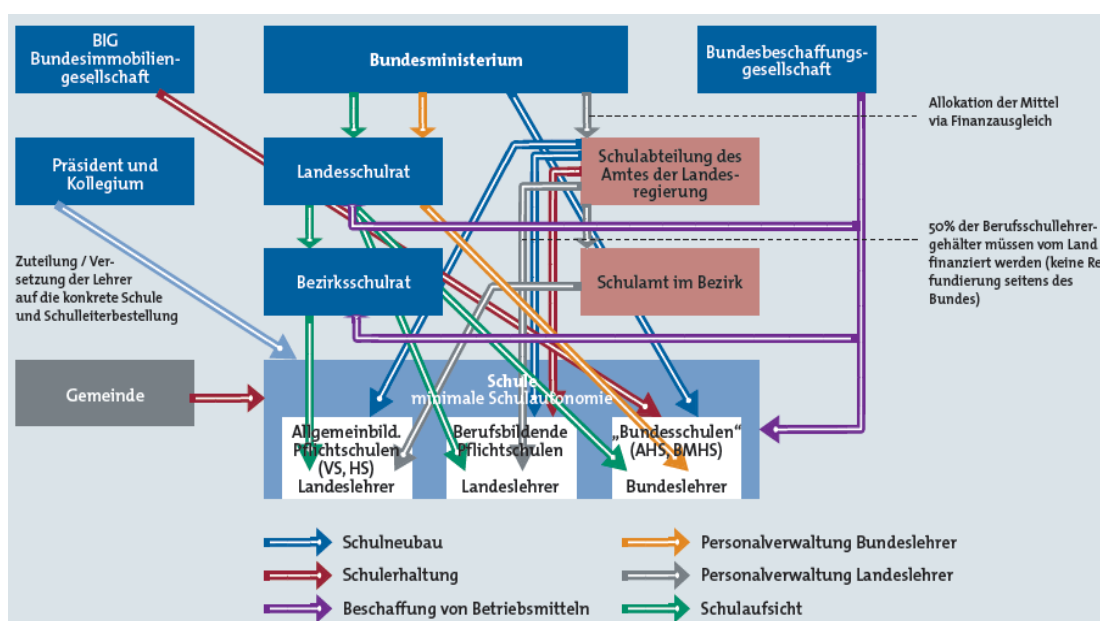 BIG
Bundesimmobilien-
gesellschaft
Bundesministerium
Bundesbeschaffungs-
gesellschaft
Allokation der Mittel
via Finanzausgleich
Präsident und
Kollegium
Landesschulrat
Schulabteilung des
Amtes der Landes-
regierung
50% der Berufsschullehrer-
gehälter müssen vom Land
finanziert werden (keine Re
fundierung seitens des
Bundes)
Zuteilung / Ver-
setzung der Lehrer
auf die konkrete Schule
und Schulleiterbestellung
Bezirksschulrat
Schulamt im Bezirk
Gemeinde
Schule
minimale Schulautonomie
Allgemeinbild.
Pflichtschulen
(VS, HS)
Landeslehrer
Berufsbildende
Pflichtschulen
Landeslehrer
„Bundesschulen“
(AHS, BMHS)
Bundeslehrer
Schulneubau
Schulerhaltung
Beschaffung von Betriebsmitteln
Personalverwaltung Bundeslehrer
Personalverwaltung Landeslehrer
Schulaufsicht